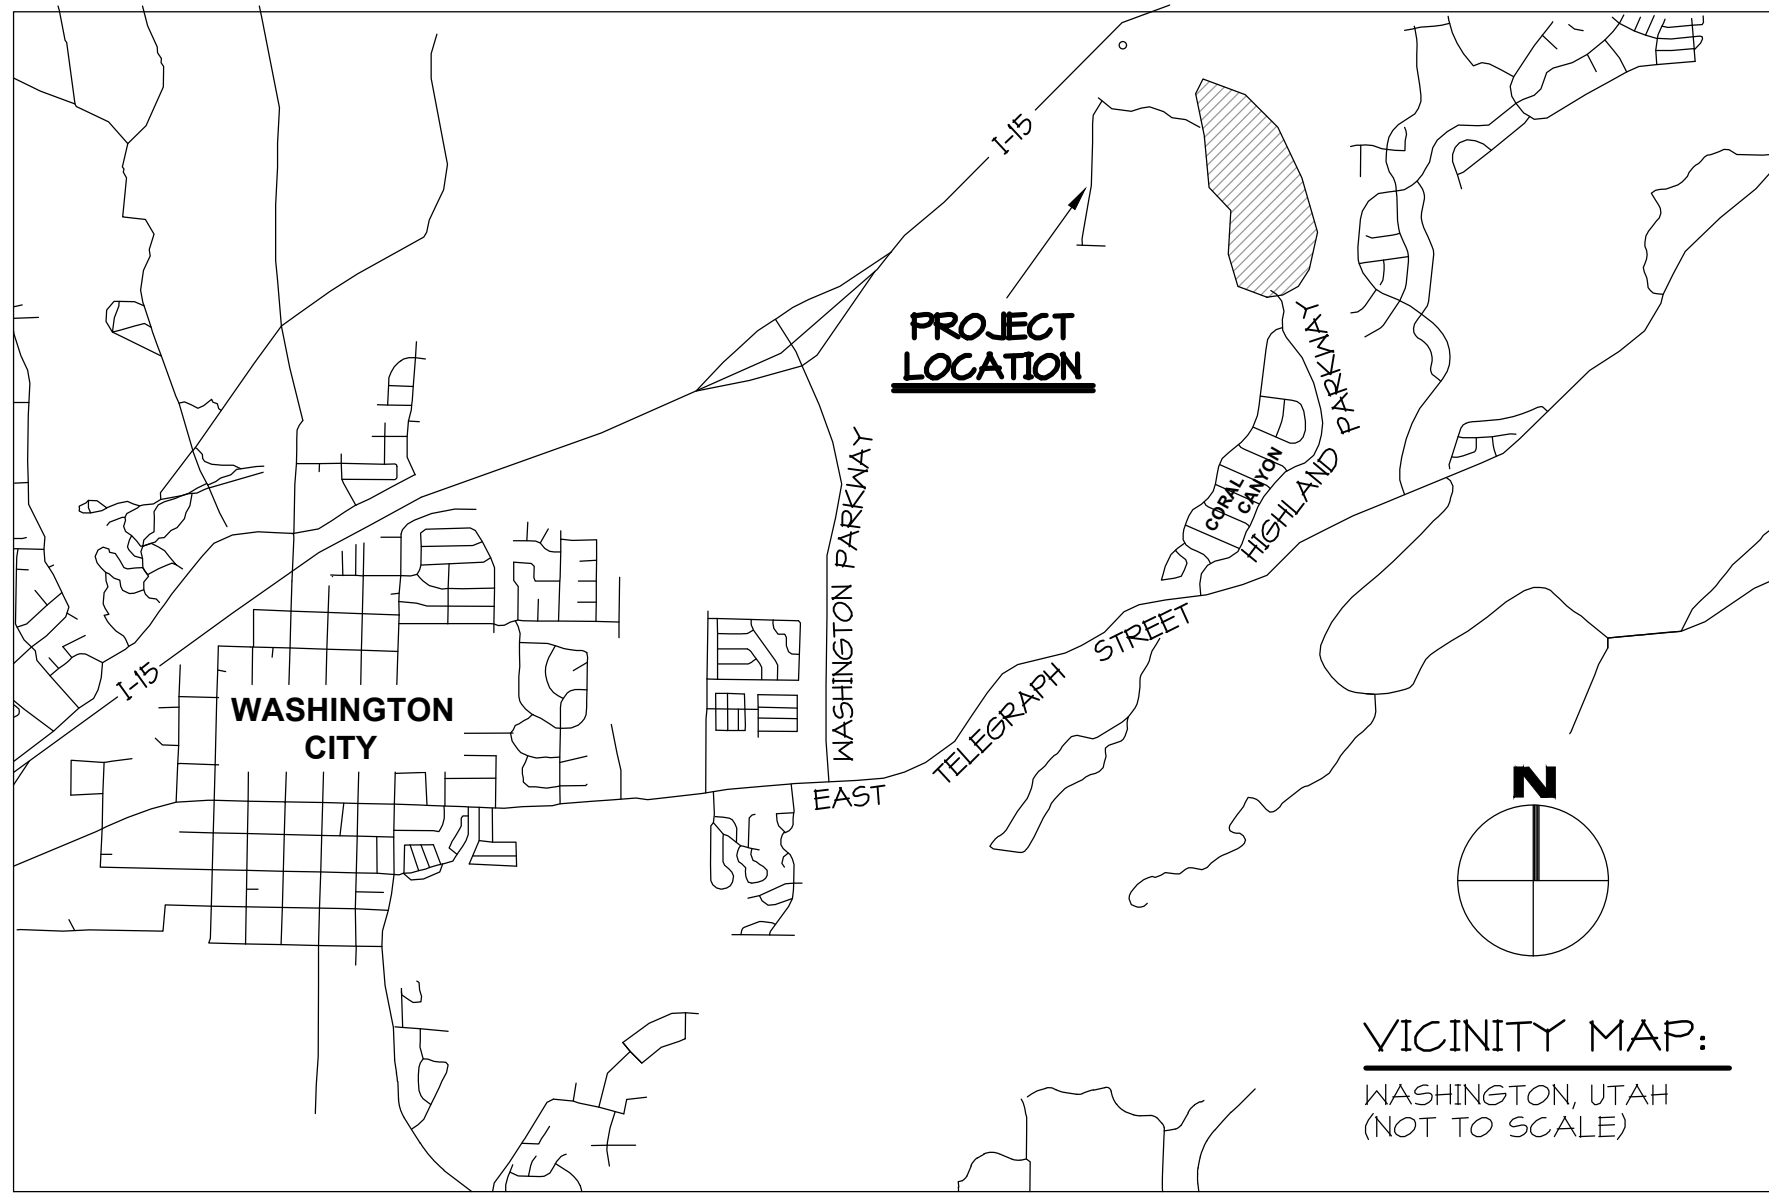 I-15
PROJECT
LOCATION
HIGHLAND PARKWAY
CORAL
CANYON
WASHINGTON PARKWAY
TELEGRAPH STREET
EAST
I-15
WASHINGTON
CITY
N
VICINITY MAP:
WASHINGTON, UTAH
(NOT TO SCALE)